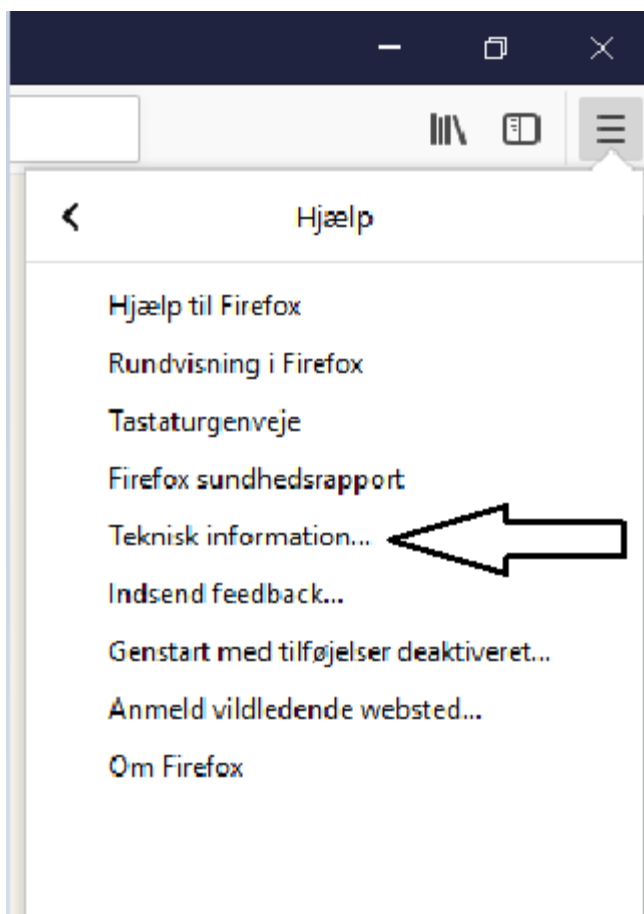 Hjælp
Hjælp til Firefox
Rundvisning i Firefox
Tastaturgenveje
Firefox sundhedsrapport
Teknisk information...
Indsend feedback...
Genstart med tilføjelser deaktiveret...
Anmeld vildledende websted...
Om Firefox